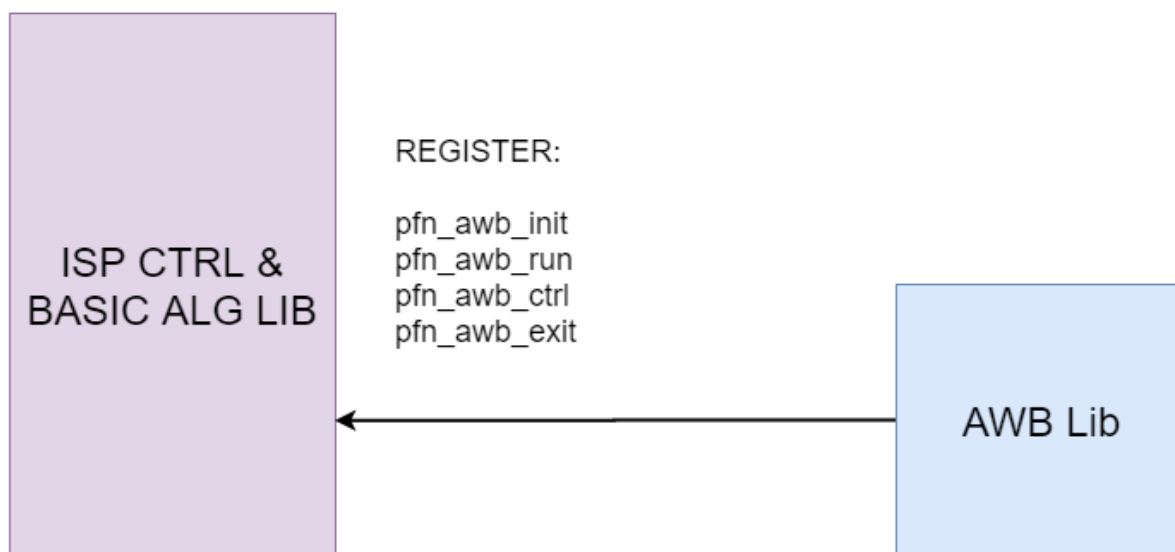 ISP CTRL &
BASIC ALG LIB
REGISTER:
pfn_awb_init
pfn_awb_run
pfn_awb_ctrl
pfn_awb_exit
AWB Lib